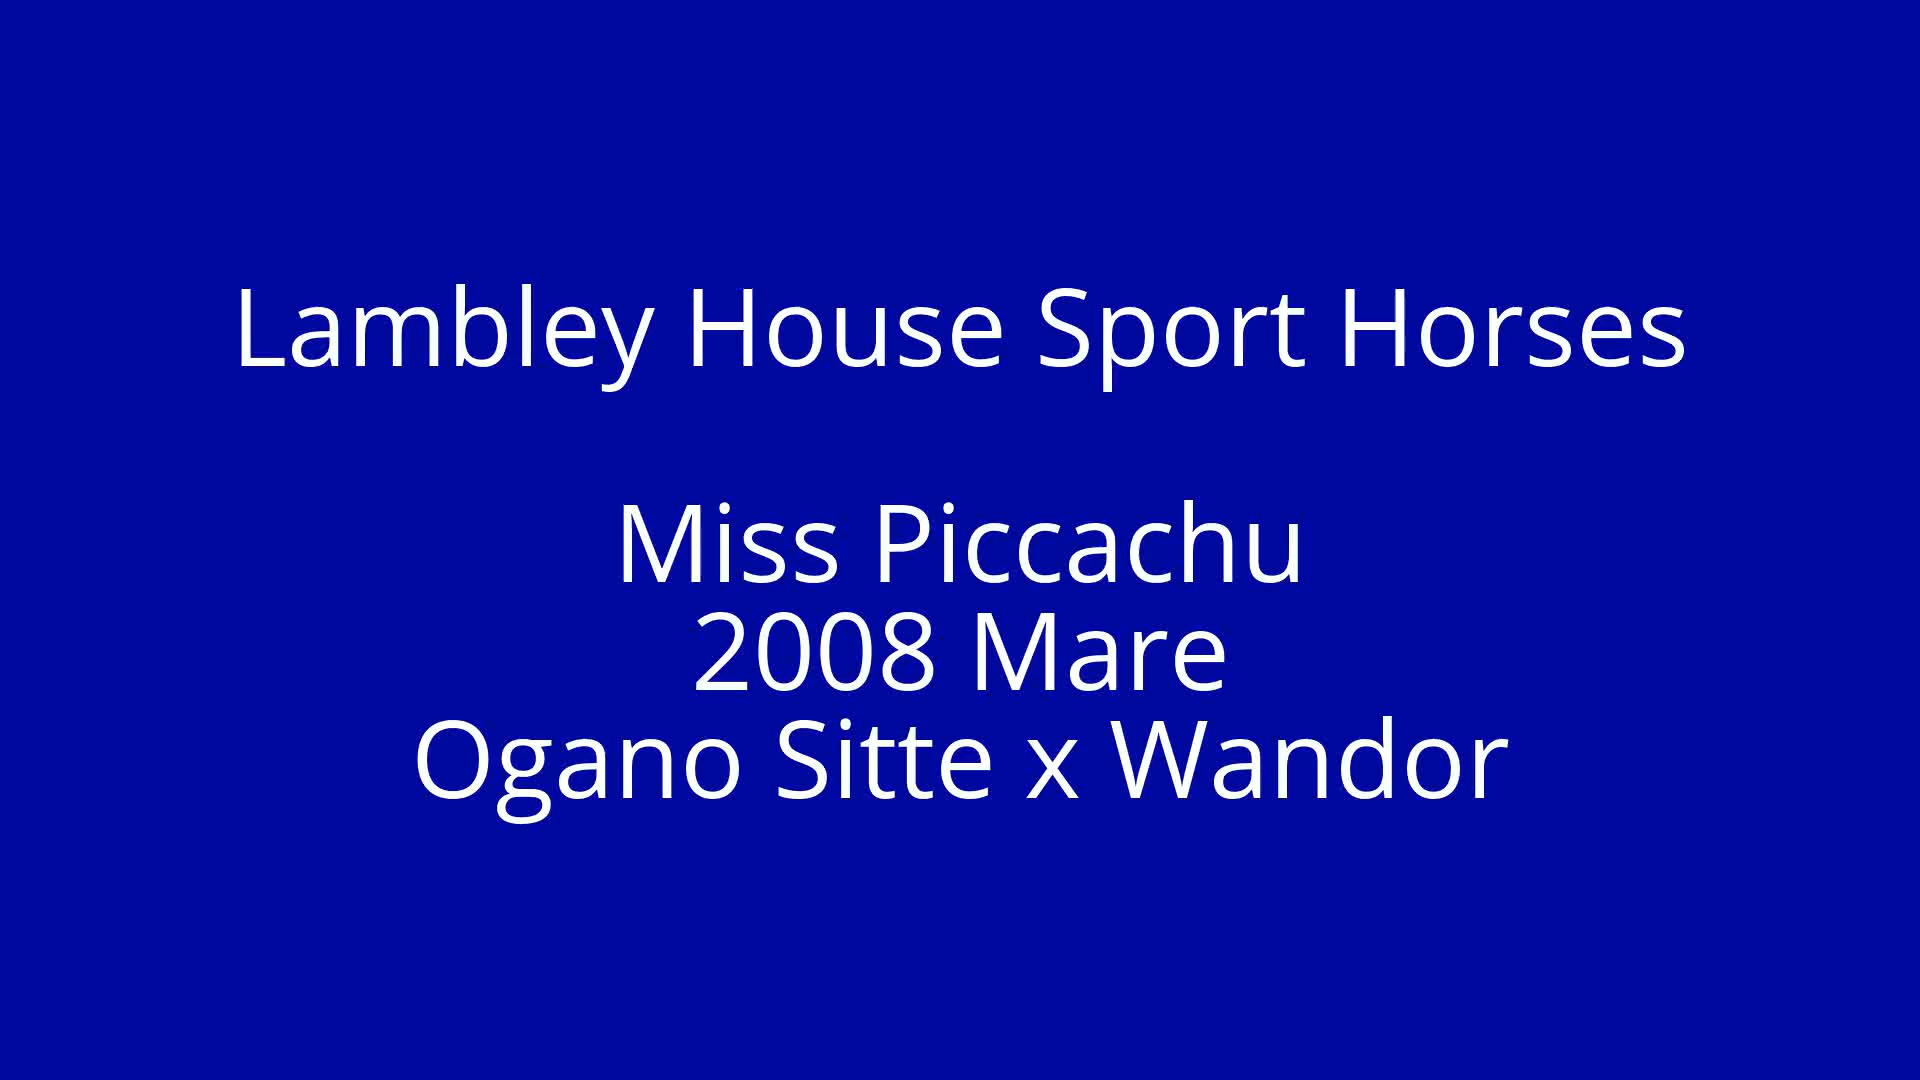 Lambley House Sport Horses
Miss Piccachu
2008 Mare
Ogano Sitte x Wandor